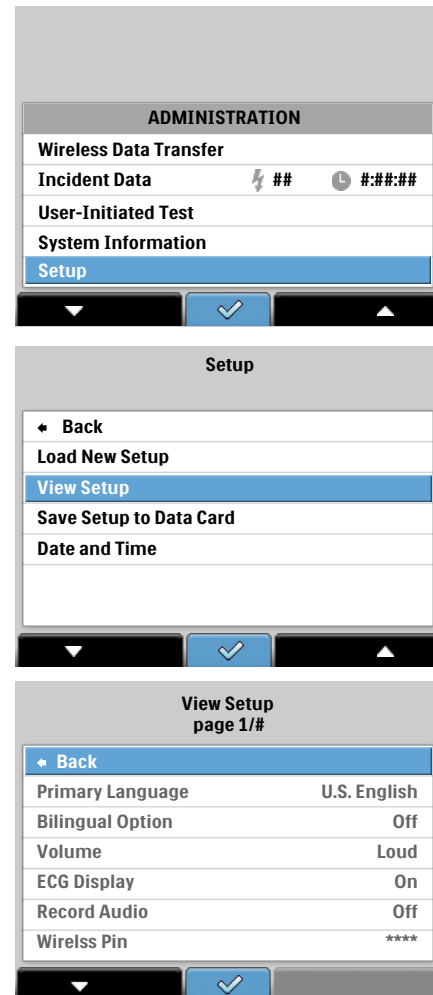 ADMINISTRATION
Wireless Data Transfer
Incident Data ## #:##:##
User-Initiated Test
System Information
Setup
Setup
Back
Load New Setup
View Setup
Save Setup to Data Card
Date and Time
View Setup
page 1/#
Back
Primary Language U.S. English
Bilingual Option Off
Volume Loud
ECG Display On
Record Audio Off
Wirelss Pin ****